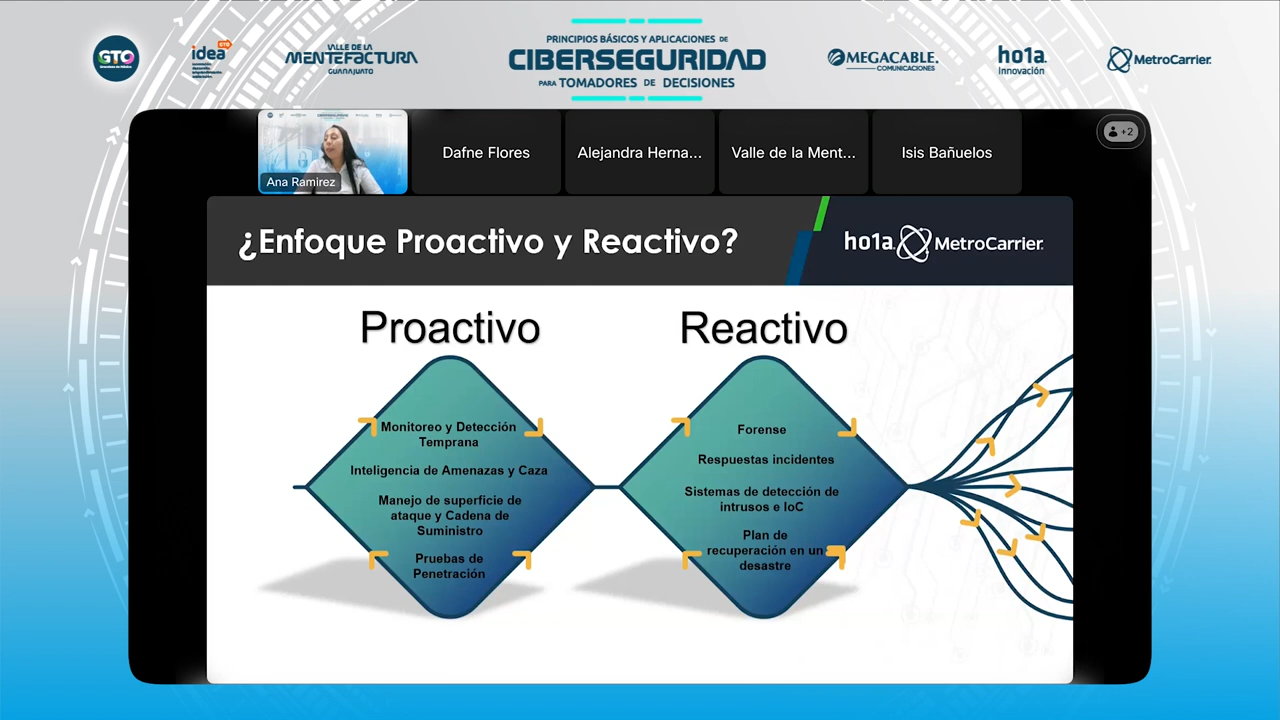 GTO
Guanajuato
idea GTO
VALLE DE LA
MENTEFACTURA
GUANAJUATO
PRINCIPIOS BÁSICOS Y APLICACIONES DE
CIBERSEGURIDAD
PARA TOMADORES DE DECISIONES
MEGACABLE.
COMUNICACIONES
ho1a.
innovación
MetroCarrier.
Ana Ramirez
Dafne Flores
Alejandra Herna...
Valle de la Ment...
Isis Bañuelos
+2
¿Enfoque Proactivo y Reactivo?
ho1a. MetroCarrier.
Proactivo
Monitoreo y Detección
Temprana
Inteligencia de Amenazas y Caza
Manejo de superficie de
ataque y Cadena de
Suministro
Pruebas de
Penetración
Reactivo
Forense
Respuestas incidentes
Sistemas de detección de
intrusos e IoC
Plan de
recuperación en un
desastre